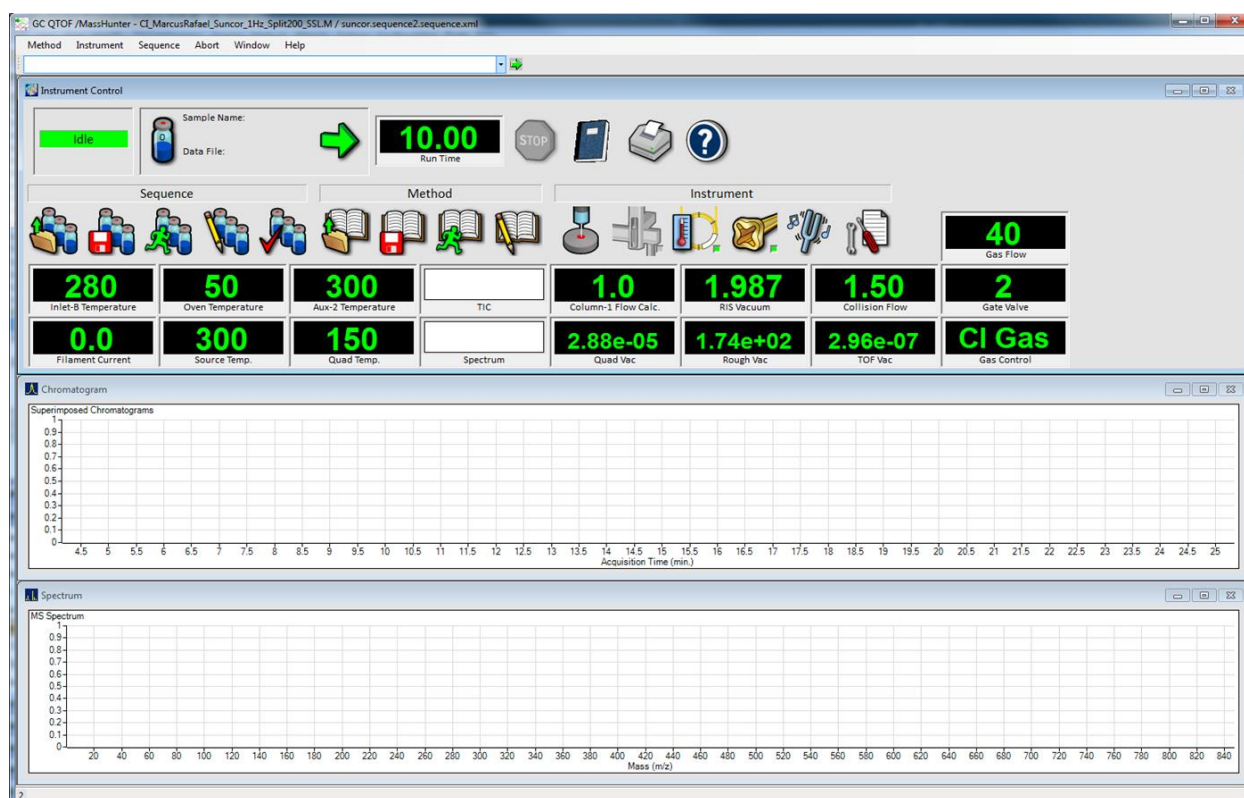 GC QTOF /MassHunter - CI_MarcusRafael_Suncor_1Hz_Split200_SSL.M / suncor.sequence2.sequence.xml
Method Instrument Sequence Abort Window Help
Instrument Control
Idle
Sample Name:
Data File:
10.00
Run Time
STOP
?
Sequence Method Instrument
40
Gas Flow
280 50 300 1.0 1.987 1.50 2
Inlet-B Temperature Oven Temperature Aux-2 Temperature TIC Column-1 Flow Calc. RIS Vacuum Collision Flow Gate Valve
0.0 300 150 2.88e-05 1.74e+02 2.96e-07 CI Gas
Filament Current Source Temp. Quad Temp. Spectrum Quad Vac Rough Vac TOF Vac Gas Control
Chromatogram
Superimposed Chromatograms
1
0.9
0.8
0.7
0.6
0.5
0.4
0.3
0.2
0.1
0
4.5 5 5.5 6 6.5 7 7.5 8 8.5 9 9.5 10 10.5 11 11.5 12 12.5 13 13.5 14 14.5 15 15.5 16 16.5 17 17.5 18 18.5 19 19.5 20 20.5 21 21.5 22 22.5 23 23.5 24 24.5 25
Acquisition Time (min.)
Spectrum
MS Spectrum
1
0.9
0.8
0.7
0.6
0.5
0.4
0.3
0.2
0.1
0
20 40 60 80 100 120 140 160 180 200 220 240 260 280 300 320 340 360 380 400 420 440 460 480 500 520 540 560 580 600 620 640 660 680 700 720 740 760 780 800 820 840
Mass (m/z)
2